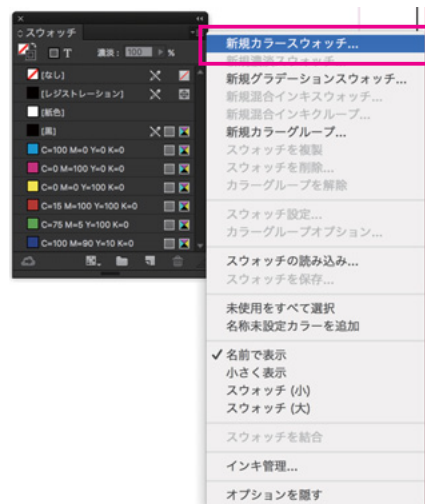 スウォッチ
T 濃淡： 100 %
[なし]
[レジストレーション]
[紙色]
[黒]
C=100 M=0 Y=0 K=0
C=0 M=100 Y=0 K=0
C=0 M=0 Y=100 K=0
C=15 M=100 Y=100 K=0
C=75 M=5 Y=100 K=0
C=100 M=90 Y=10 K=0
新規カラースウォッチ...
新規濃淡スウォッチ...
新規グラデーションスウォッチ...
新規混合インキスウォッチ...
新規混合インキグループ...
新規カラーグループ...
スウォッチを複製
スウォッチを削除...
カラーグループを解除
スウォッチ設定...
カラーグループオプション...
スウォッチの読み込み...
スウォッチを保存...
未使用をすべて選択
名称未設定カラーを追加
✓名前で表示
小さく表示
スウォッチ (小)
スウォッチ (大)
スウォッチを結合
インキ管理...
オプションを隠す